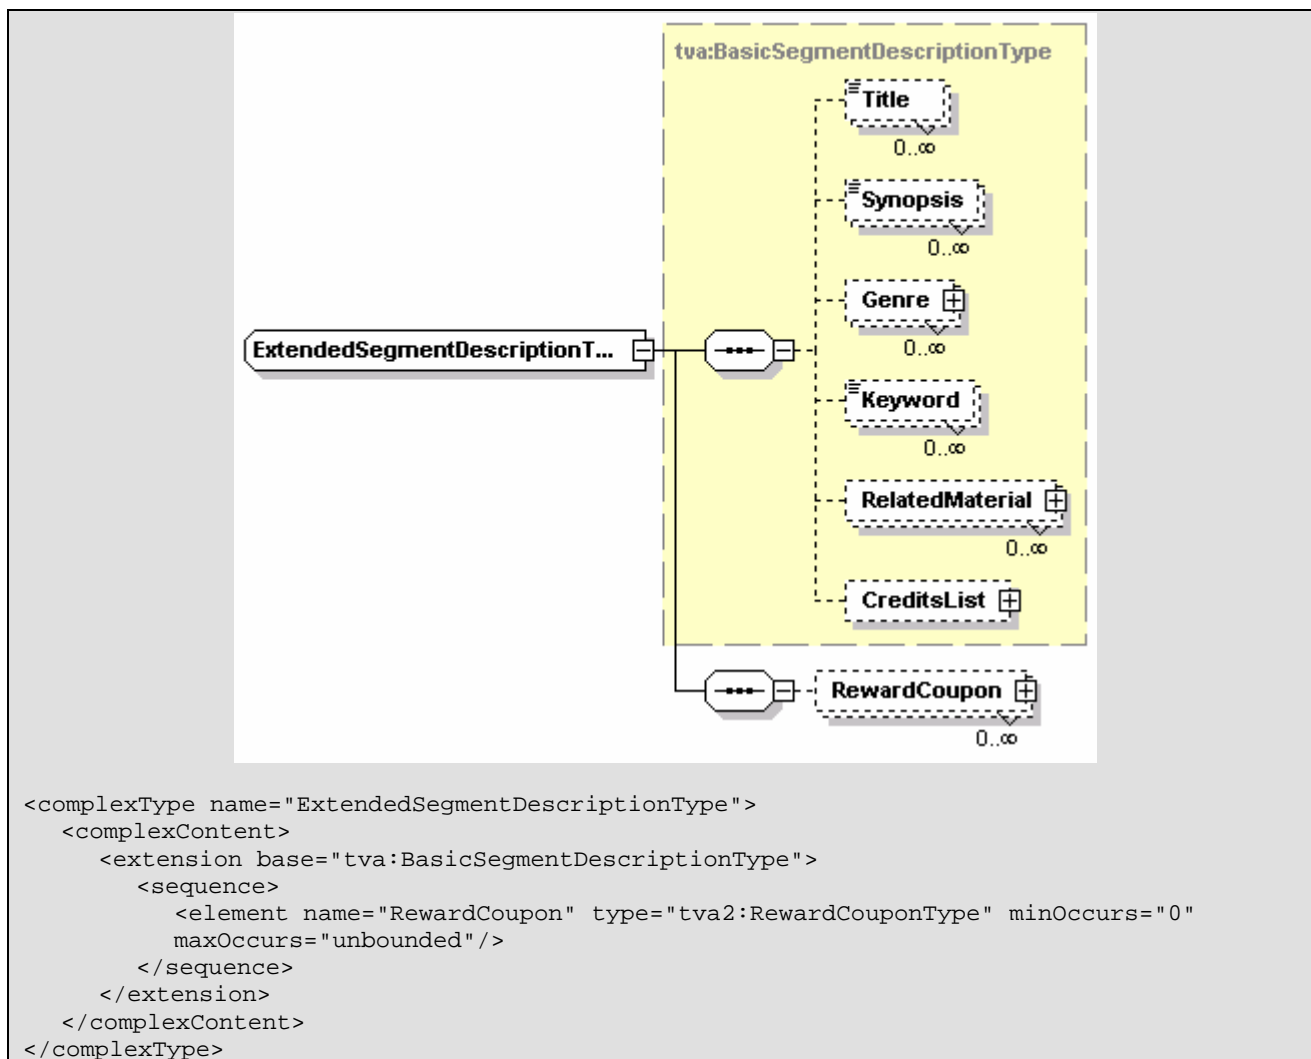 tva:BasicSegmentDescriptionType
Title
0..∞
Synopsis
0..∞
Genre
0..∞
ExtendedSegmentDescriptionT...
Keyword
0..∞
RelatedMaterial
0..∞
CreditsList
RewardCoupon
0..∞
<complexType name="ExtendedSegmentDescriptionType">
<complexContent>
<extension base="tva:BasicSegmentDescriptionType">
<sequence>
<element name="RewardCoupon" type="tva2:RewardCouponType" minOccurs="0"
maxOccurs="unbounded"/>
</sequence>
</extension>
</complexContent>
</complexType>